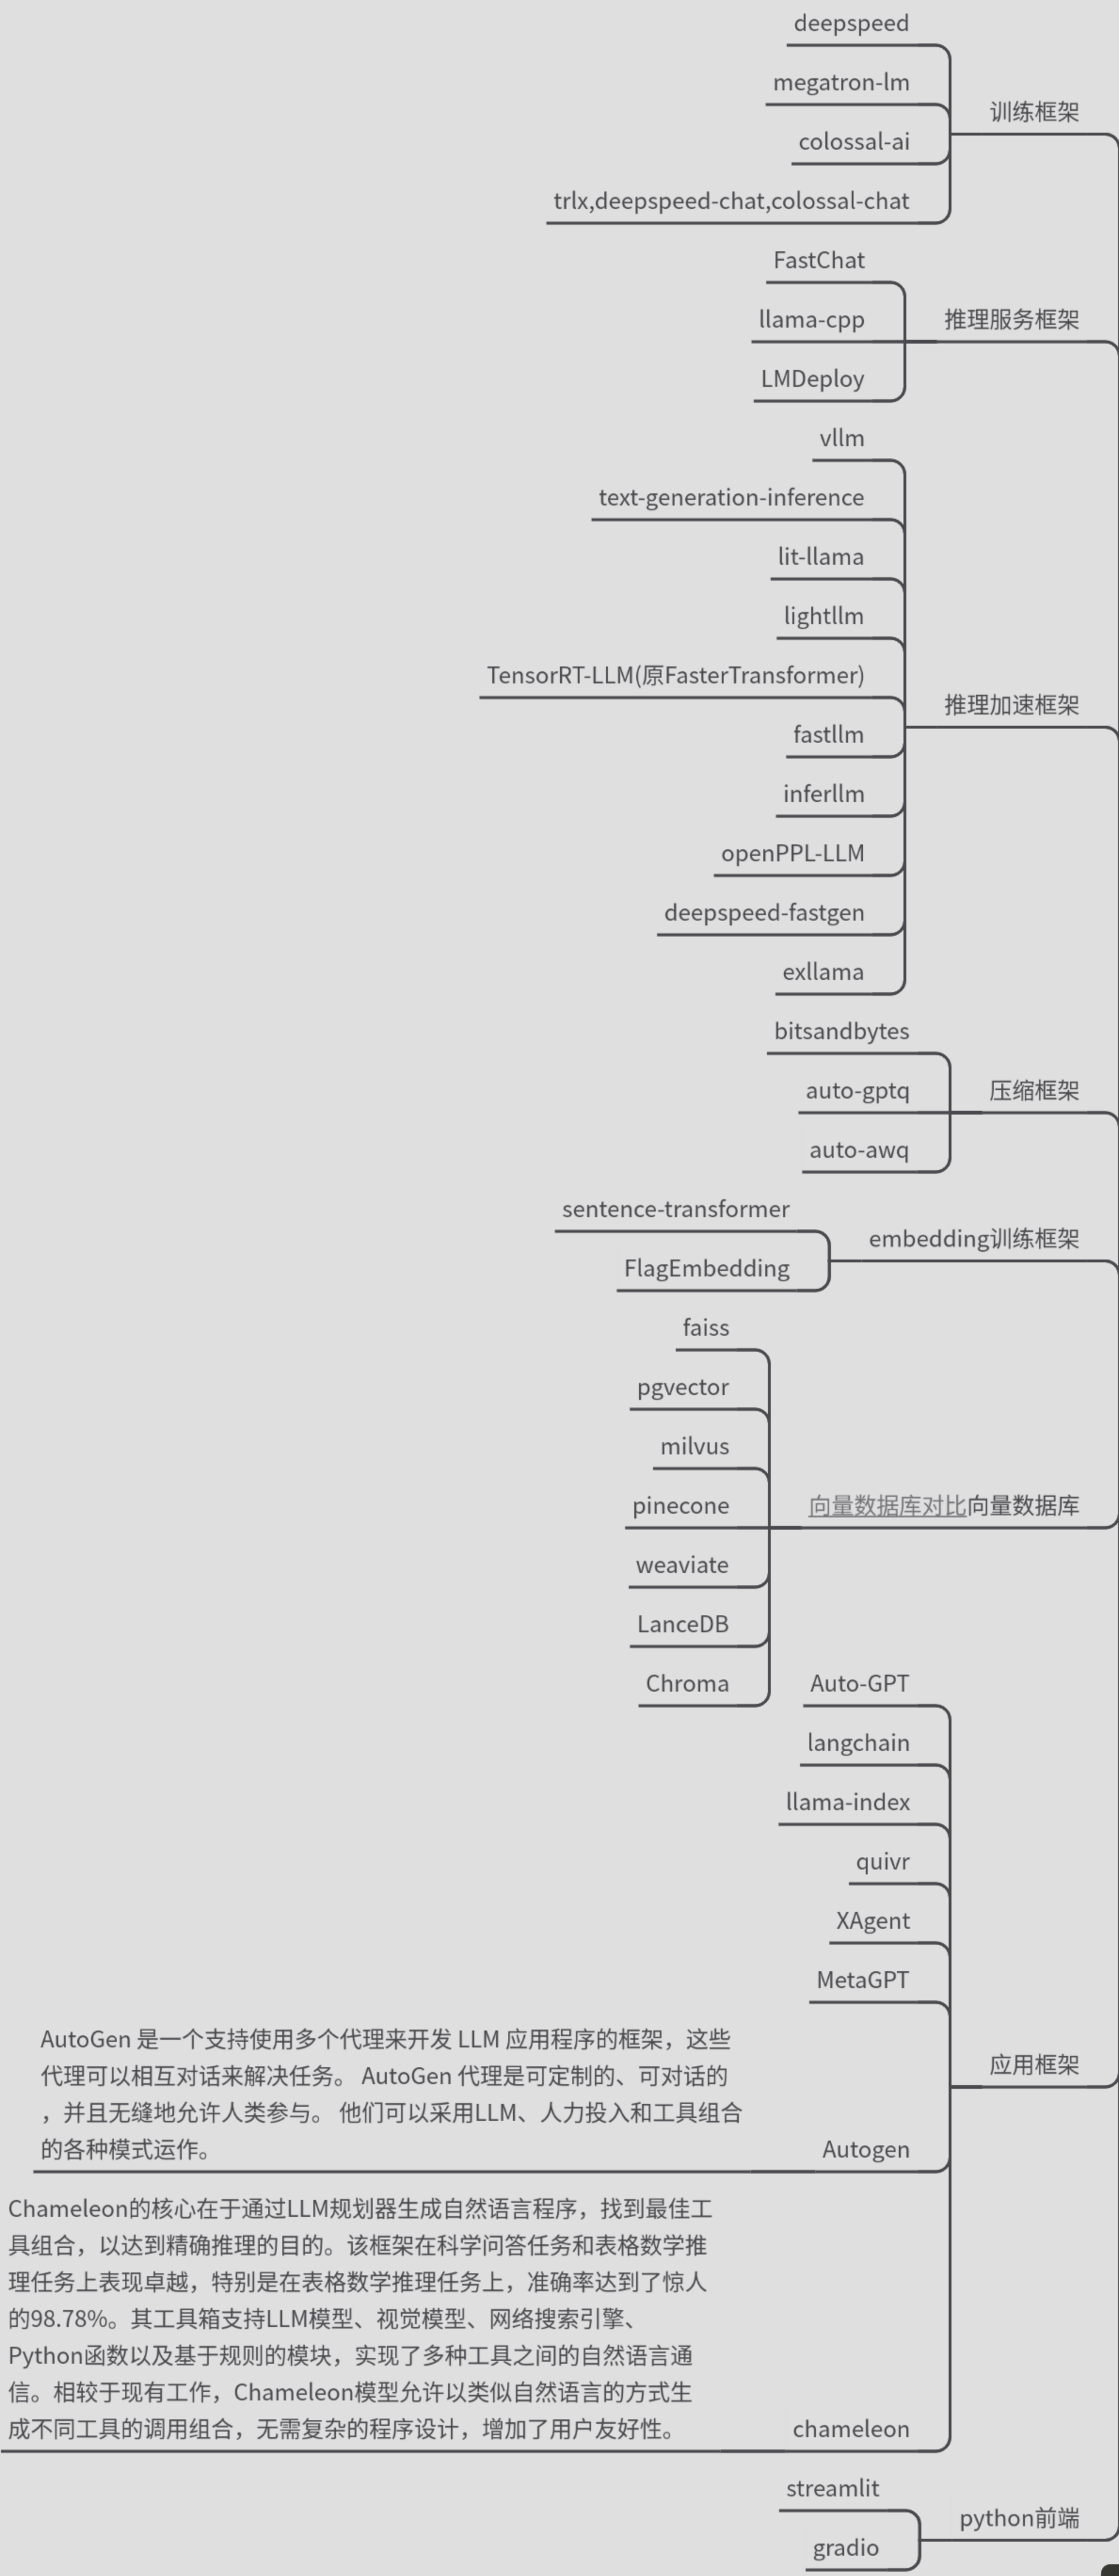 deepspeed
megatron-lm
colossal-ai
trlx,deepspeed-chat,colossal-chat
训练框架
FastChat
llama-cpp
LMDeploy
推理服务框架
vllm
text-generation-inference
lit-llama
lightllm
TensorRT-LLM(原FasterTransformer)
fastllm
inferllm
openPPL-LLM
deepspeed-fastgen
exllama
推理加速框架
bitsandbytes
auto-gptq
auto-awq
压缩框架
sentence-transformer
FlagEmbedding
embedding训练框架
faiss
pgvector
milvus
pinecone
weaviate
LanceDB
Chroma
向量数据库对比向量数据库
Auto-GPT
langchain
llama-index
quivr
XAgent
MetaGPT
AutoGen 是一个支持使用多个代理来开发 LLM 应用程序的框架，这些
代理可以相互对话来解决任务。 AutoGen 代理是可定制的、可对话的
，并且无缝地允许人类参与。 他们可以采用LLM、人力投入和工具组合
的各种模式运作。
Autogen
Chameleon的核心在于通过LLM规划器生成自然语言程序，找到最佳工
具组合，以达到精确推理的目的。该框架在科学问答任务和表格数学推
理任务上表现卓越，特别是在表格数学推理任务上，准确率达到了惊人
的98.78%。其工具箱支持LLM模型、视觉模型、网络搜索引擎、
Python函数以及基于规则的模块，实现了多种工具之间的自然语言通
信。相较于现有工作，Chameleon模型允许以类似自然语言的方式生
成不同工具的调用组合，无需复杂的程序设计，增加了用户友好性。
chameleon
应用框架
streamlit
gradio
python前端